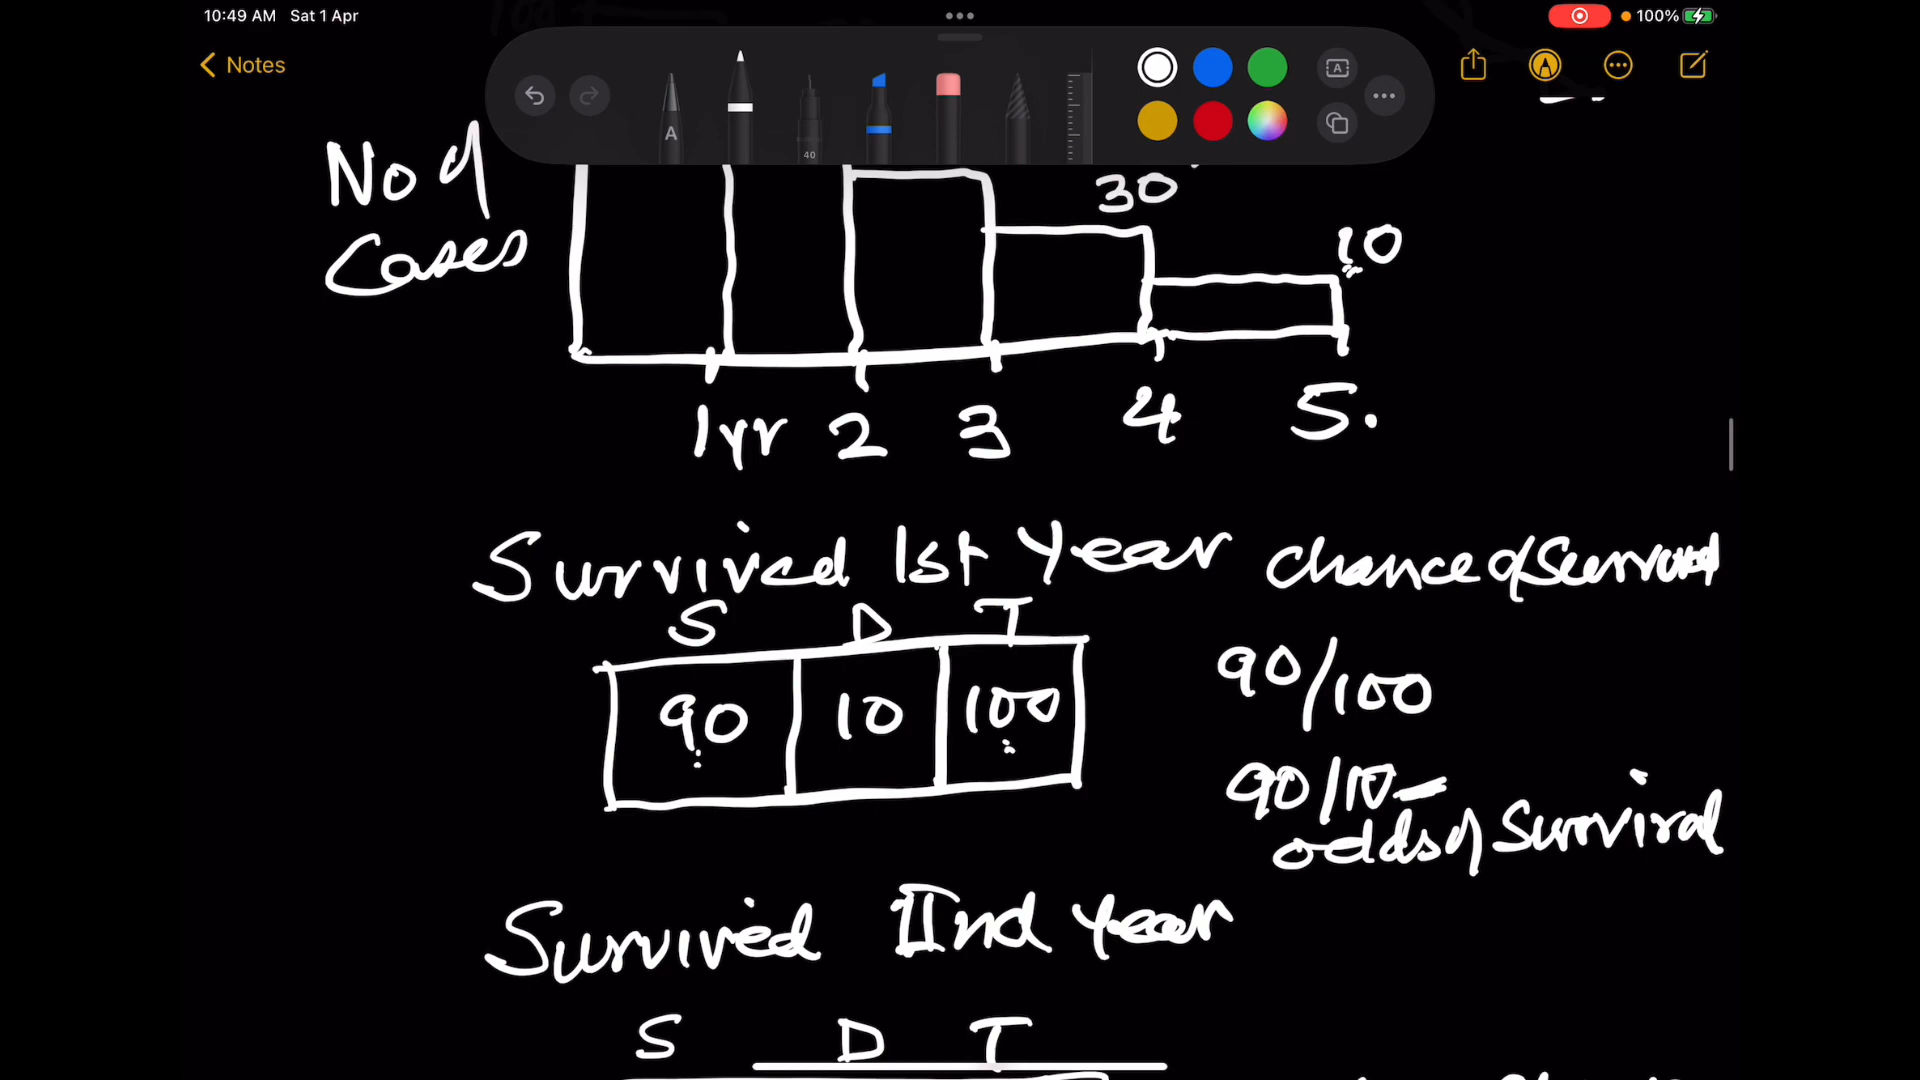 10:49 AM Sat 1 Apr
100%
Notes
A
40
A
No of
Cases
30
10
1yr 2 3 4 5.
Survived 1st Year chance of Survival
S D T
90 10 100
90/100
90/10
odds of Survival
Survived IInd year
S D T